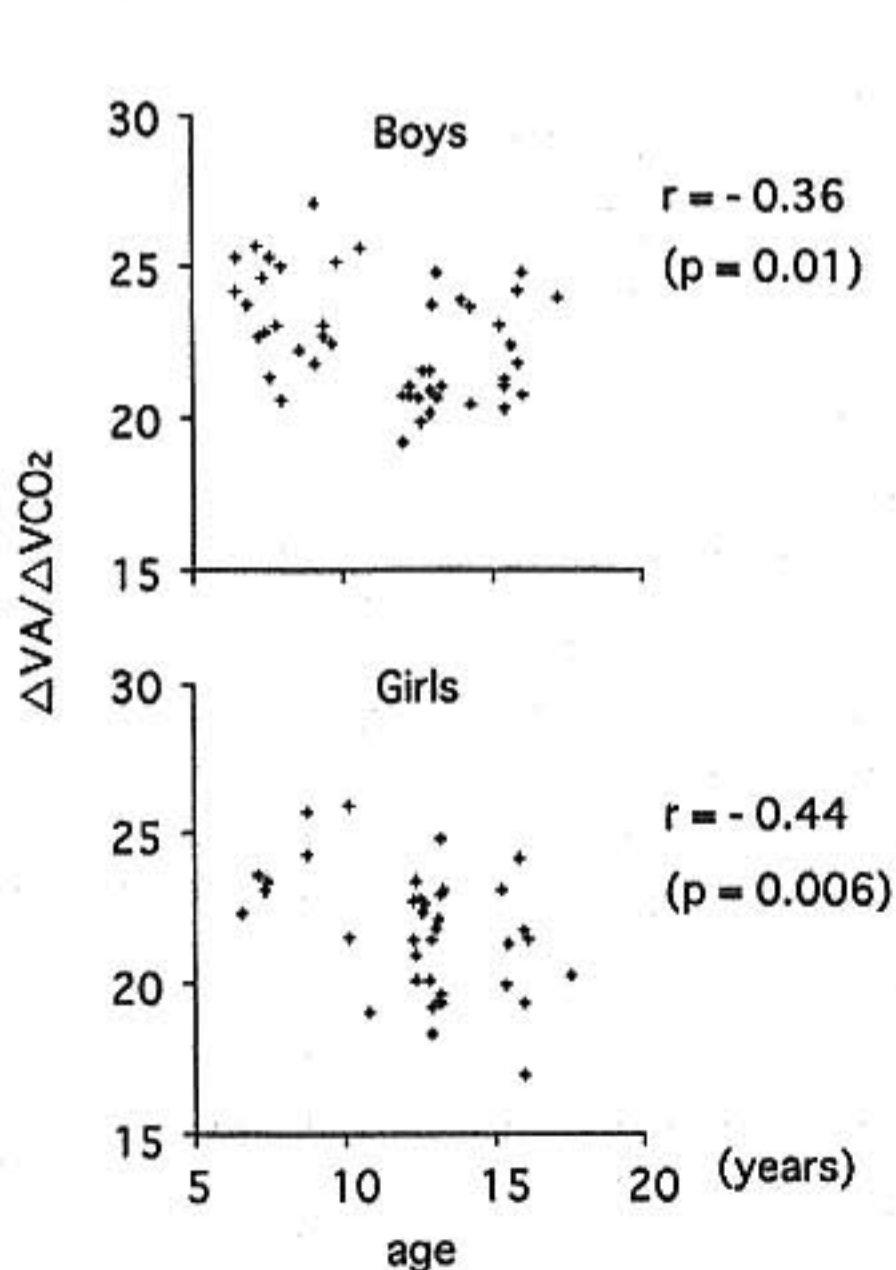 30
Boys
r = - 0.36
25
(p = 0.01)
20
15
ΔVA/ΔVCO₂
30
Girls
25
r = - 0.44
(p = 0.006)
20
15
5 10 15 20 (years)
age